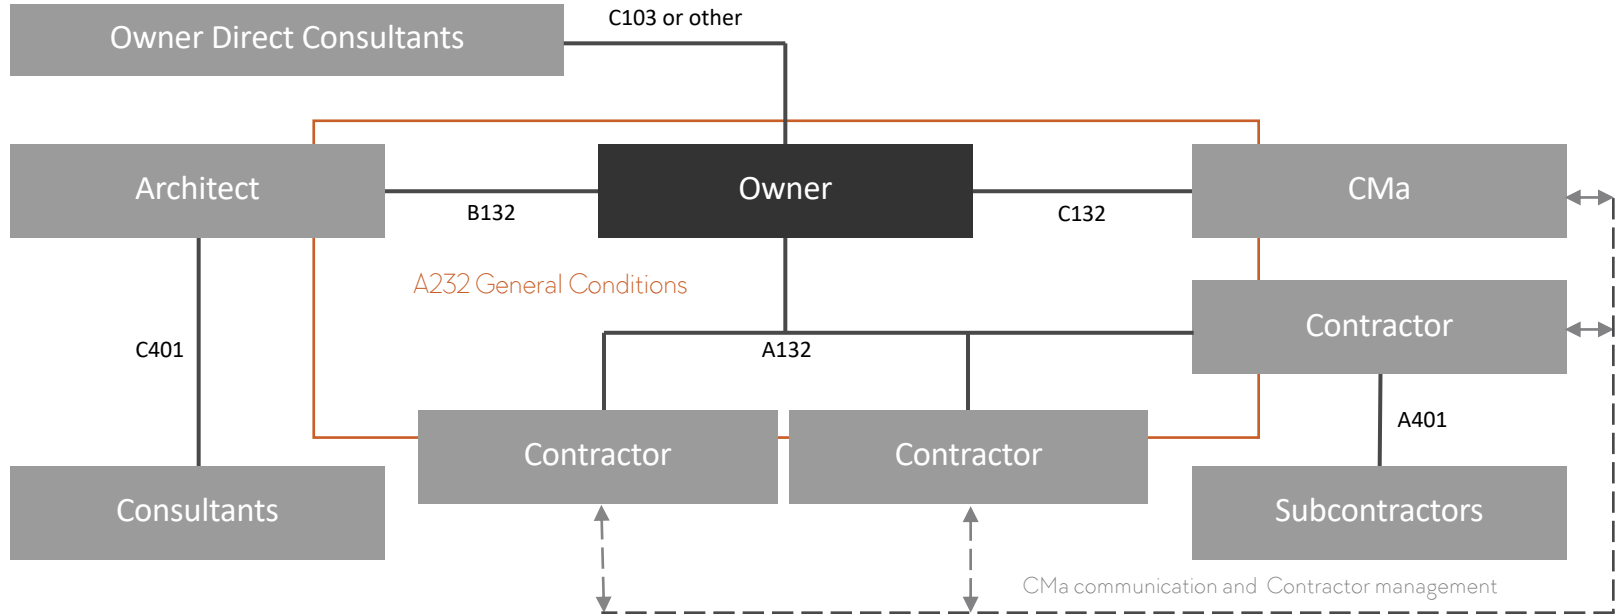 C103 or other
Owner Direct Consultants
Architect
Owner
CMa
B132
C132
A232 General Conditions
Contractor
C401
A132
A401
Contractor
Contractor
Consultants
Subcontractors
CMa communication and Contractor management